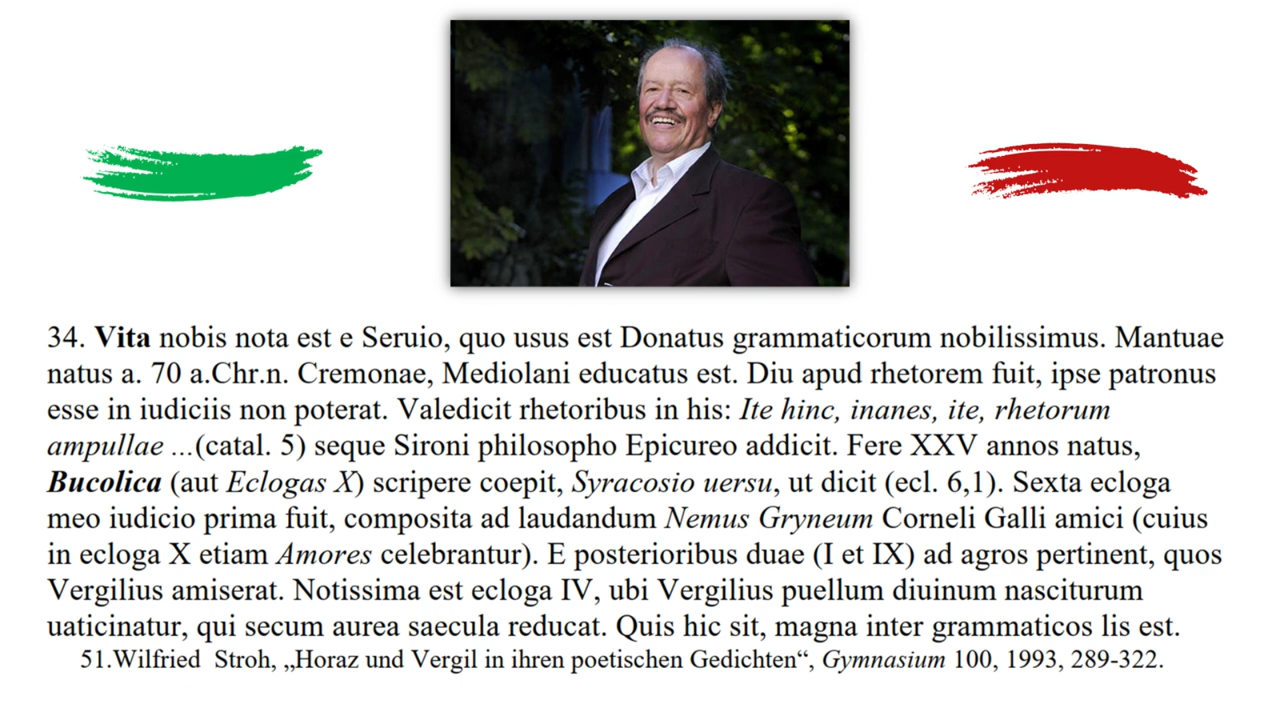 34. Vita nobis nota est e Seruio, quo usus est Donatus grammaticorum nobilissimus. Mantuae
natus a. 70 a.Chr.n. Cremonae, Mediolani educatus est. Diu apud rhetorem fuit, ipse patronus
esse in iudiciis non poterat. Valedicit rhetoribus in his: Ite hinc, inanes, ite, rhetorum
ampullae ...(catal. 5) seque Sironi philosopho Epicureo addicit. Fere XXV annos natus,
Bucolica (aut Eclogas X) scripere coepit, Syracosio uersu, ut dicit (ecl. 6,1). Sexta ecloga
meo iudicio prima fuit, composita ad laudandum Nemus Gryneum Corneli Galli amici (cuius
in ecloga X etiam Amores celebrantur). E posterioribus duae (I et IX) ad agros pertinent, quos
Vergilius amiserat. Notissima est ecloga IV, ubi Vergilius puellum diuinum nasciturum
uaticinatur, qui secum aurea saecula reducat. Quis hic sit, magna inter grammaticos lis est.
51.Wilfried Stroh, „Horaz und Vergil in ihren poetischen Gedichten“, Gymnasium 100, 1993, 289-322.